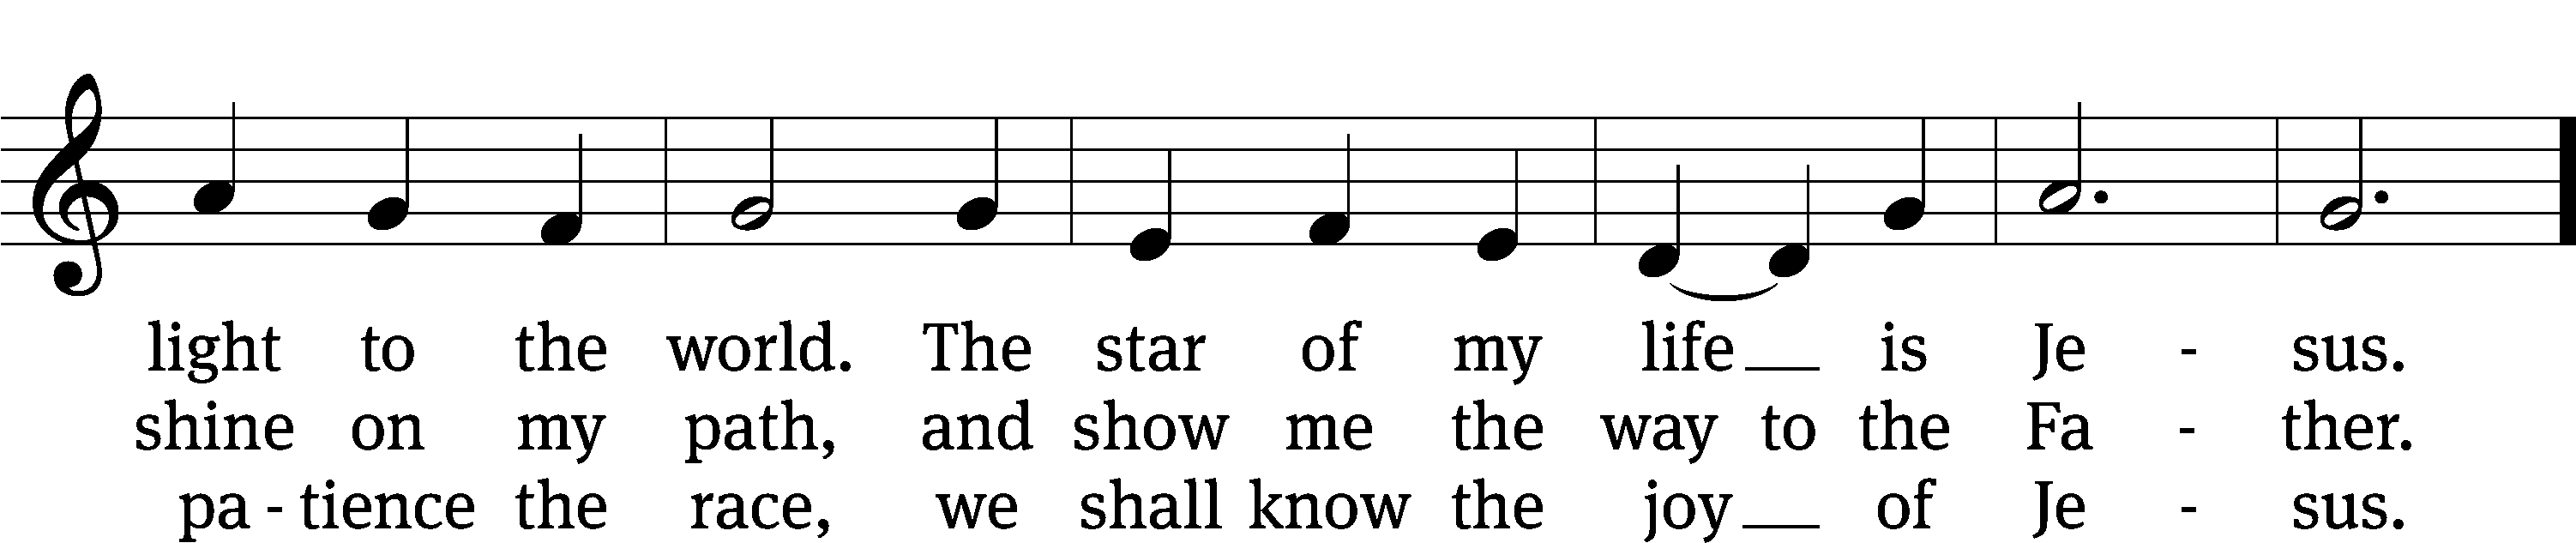 light to the world. The star of my life is Je - sus.
shine on my path, and show me the way to the Fa - ther.
pa - tience the race, we shall know the joy of Je - sus.